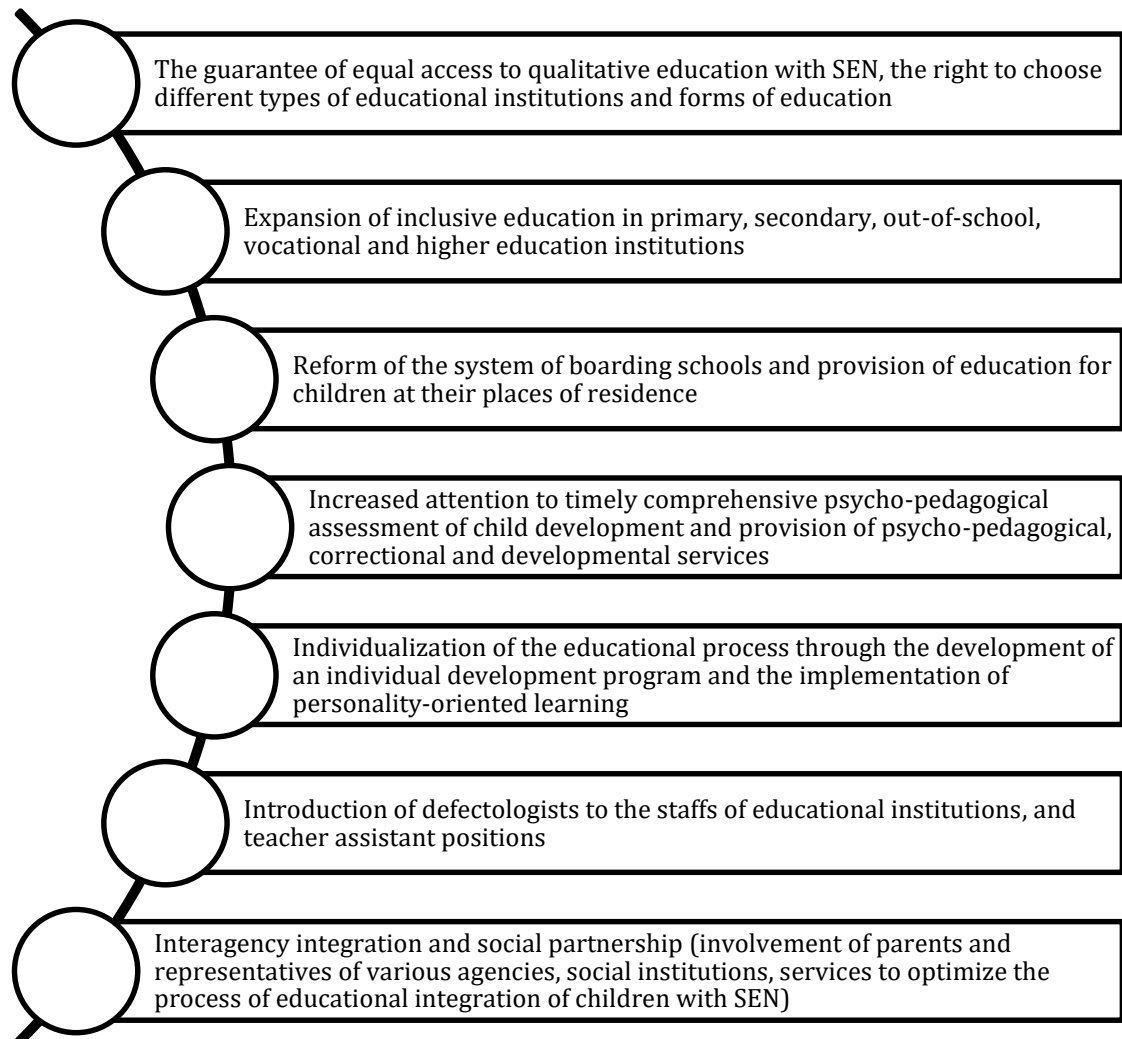 The guarantee of equal access to qualitative education with SEN, the right to choose
different types of educational institutions and forms of education
Expansion of inclusive education in primary, secondary, out-of-school,
vocational and higher education institutions
Reform of the system of boarding schools and provision of education for
children at their places of residence
Increased attention to timely comprehensive psycho-pedagogical
assessment of child development and provision of psycho-pedagogical,
correctional and developmental services
Individualization of the educational process through the development of
an individual development program and the implementation of
personality-oriented learning
Introduction of defectologists to the staffs of educational institutions, and
teacher assistant positions
Interagency integration and social partnership (involvement of parents and
representatives of various agencies, social institutions, services to optimize the
process of educational integration of children with SEN)